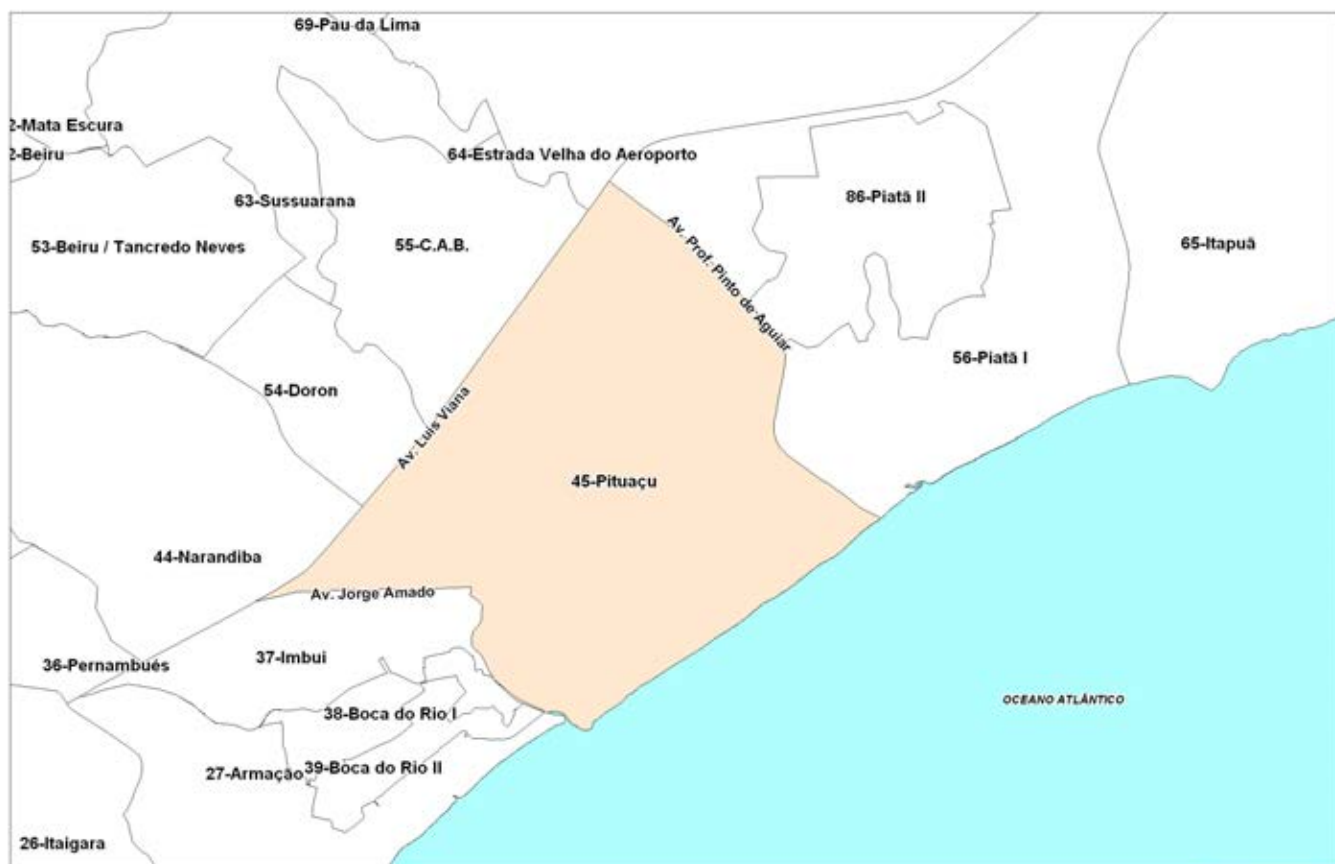 69-Pau da Lima
2-Mata Escura
2-Beiru
64-Estrada Velha do Aeroporto
63-Sussuarana
86-Piatã II
53-Beiru / Tancredo Neves
55-C.A.B.
65-Itapuã
Av. Prof. Pinto de Aguiar
56-Piatã I
54-Doron
Av. Luis Viana
45-Pituaçu
44-Narandiba
Av. Jorge Amado
36-Pernambués
37-Imbui
OCEANO ATLÂNTICO
38-Boca do Rio I
27-Armação
39-Boca do Rio II
26-Itaigara